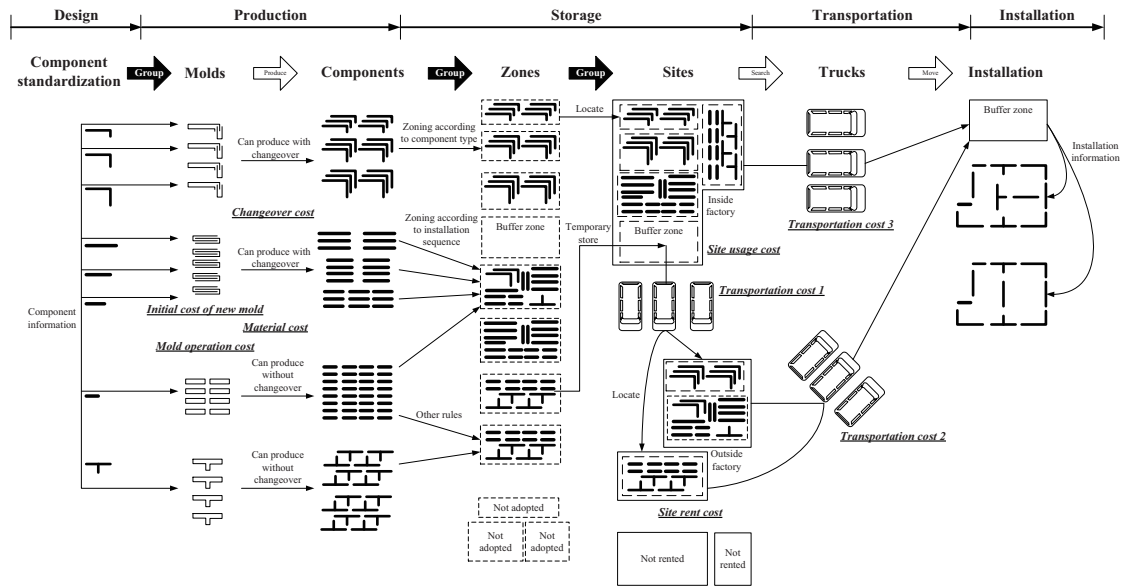 Design
Production
Storage
Transportation
Installation
Component
standardization
Group
Molds
Produce
Components
Group
Zones
Group
Sites
Search
Trucks
Move
Installation
Can produce with
changeover
Zoning according
to component type
Locate
Buffer zone
Installation
information
Changeover cost
Inside
factory
Zoning according
to installation
sequence
Buffer zone
Temporary
store
Buffer zone
Site usage cost
Transportation cost 3
Can produce with
changeover
Component
information
Initial cost of new mold
Material cost
Mold operation cost
Transportation cost 1
Can produce
without
changeover
Other rules
Locate
Transportation cost 2
Can produce
without
changeover
Outside
factory
Site rent cost
Not adopted
Not
adopted
Not
adopted
Not rented
Not
rented